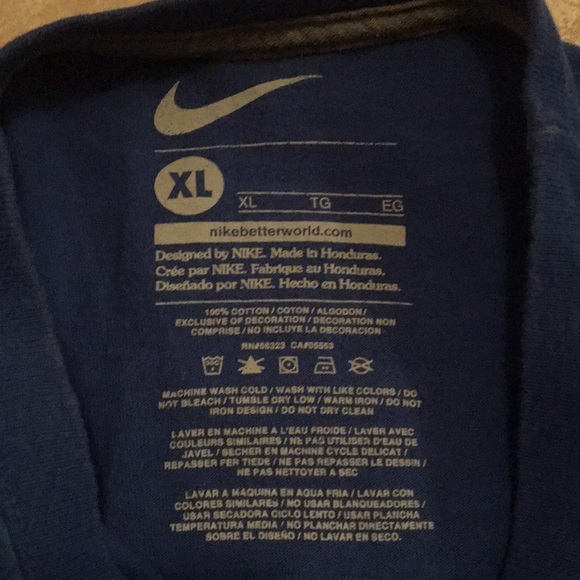 XL
XL TG EG
nikebetterworld.com
Designed by NIKE. Made in Honduras.
Crée par NIKE. Fabrique au Honduras.
Diseñado por NIKE. Hecho en Honduras.
100% COTTON / COTON / ALGODON /
EXCLUSIVE OF DECORATION / DECORATION NON
COMPRISE / NO INCLUYE LA DECORACION
RN#56323 CA#05553
30C
MACHINE WASH COLD / WASH WITH LIKE COLORS / DO
NOT BLEACH / TUMBLE DRY LOW / WARM IRON / DO NOT
IRON DESIGN / DO NOT DRY CLEAN
LAVER EN MACHINE A L'EAU FROIDE / LAVER AVEC
COULEURS SIMILAIRES / NE PAS UTILISER D'EAU DE
JAVEL / SECHER EN MACHINE CYCLE DELICAT /
REPASSER FER TIEDE / NE PAS REPASSER LE DESSIN /
NE PAS NETTOYER A SEC
LAVAR A MAQUINA EN AGUA FRIA / LAVAR CON
COLORES SIMILARES / NO USAR BLANQUEADORES /
USAR SECADORA CICLO LENTO / USAR PLANCHA
TEMPERATURA MEDIA / NO PLANCHAR DIRECTAMENTE
SOBRE EL DISEÑO / NO LAVAR EN SECO.